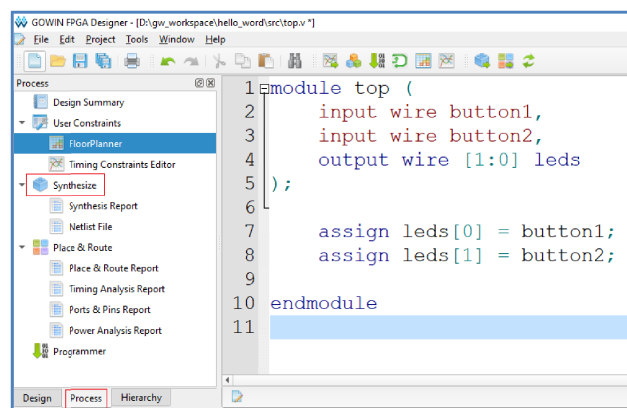 GOWIN FPGA Designer - [D:\gw_workspace\hello_word\src\top.v *]
File Edit Project Tools Window Help
Process
Design Summary
User Constraints
FloorPlanner
Timing Constraints Editor
Synthesize
Synthesis Report
Netlist File
Place & Route
Place & Route Report
Timing Analysis Report
Ports & Pins Report
Power Analysis Report
Programmer
Design Process Hierarchy
1 module top (
2 input wire button1,
3 input wire button2,
4 output wire [1:0] leds
5 );
6
7 assign leds[0] = button1;
8 assign leds[1] = button2;
9
10 endmodule
11